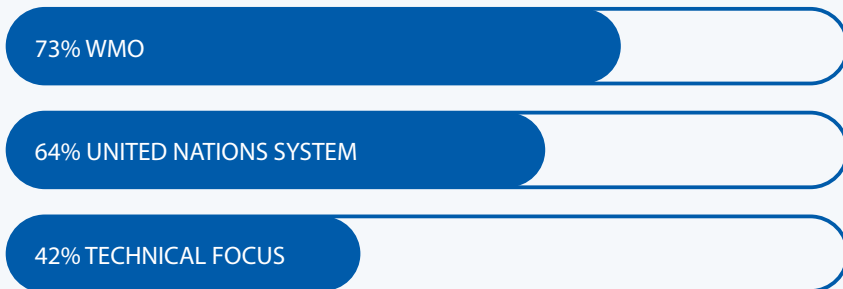 73% WMO
64% UNITED NATIONS SYSTEM
42% TECHNICAL FOCUS